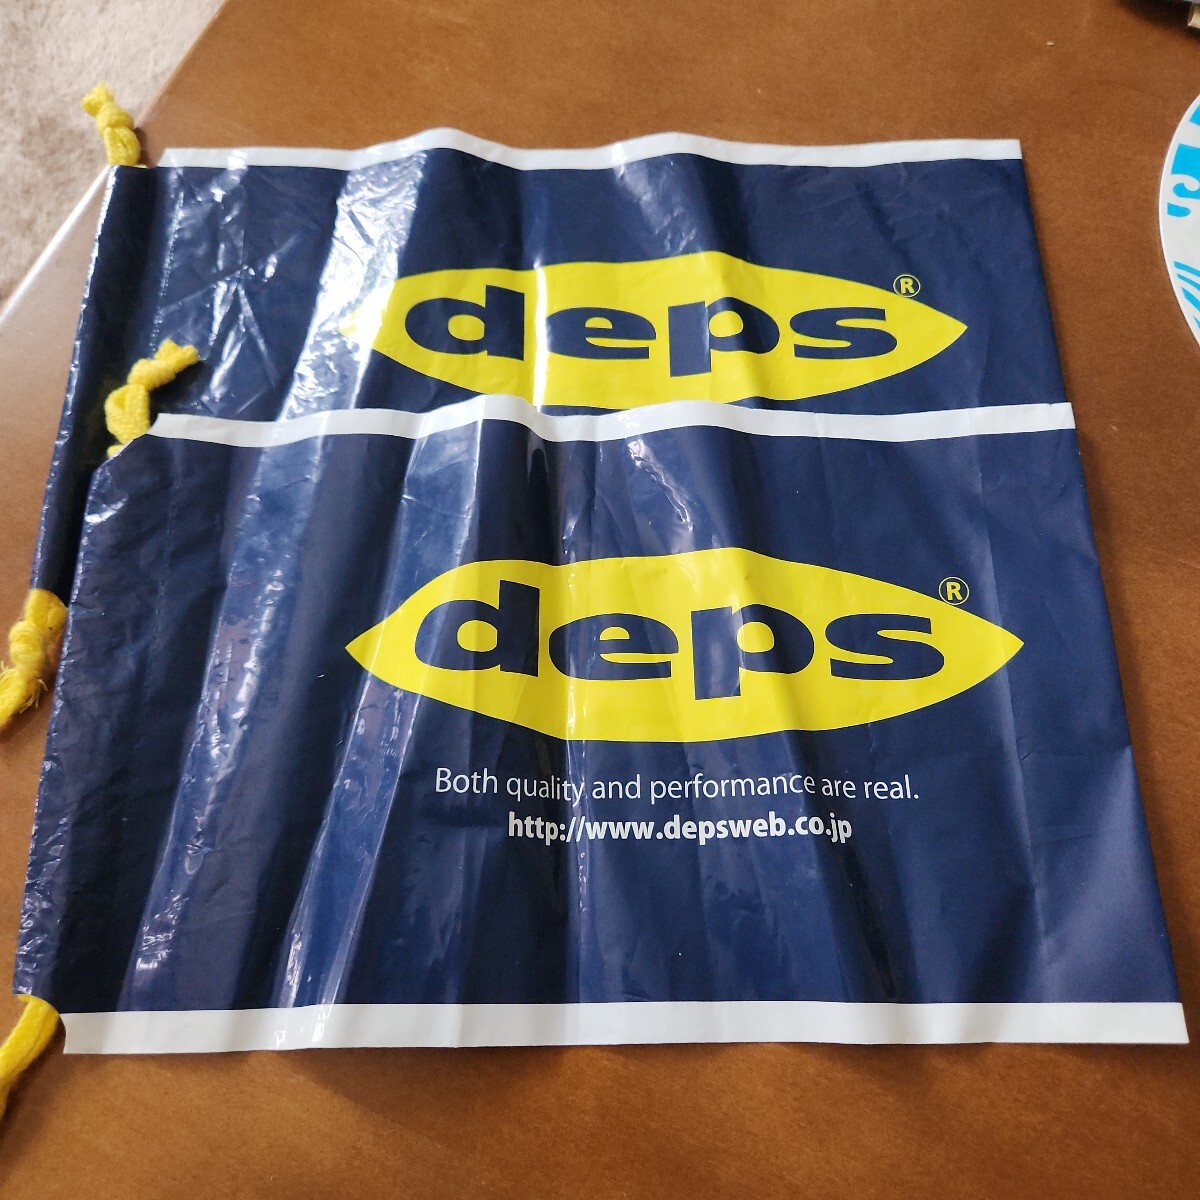 deps®
deps®
Both quality and performance are real.
http://www.depsweb.co.jp